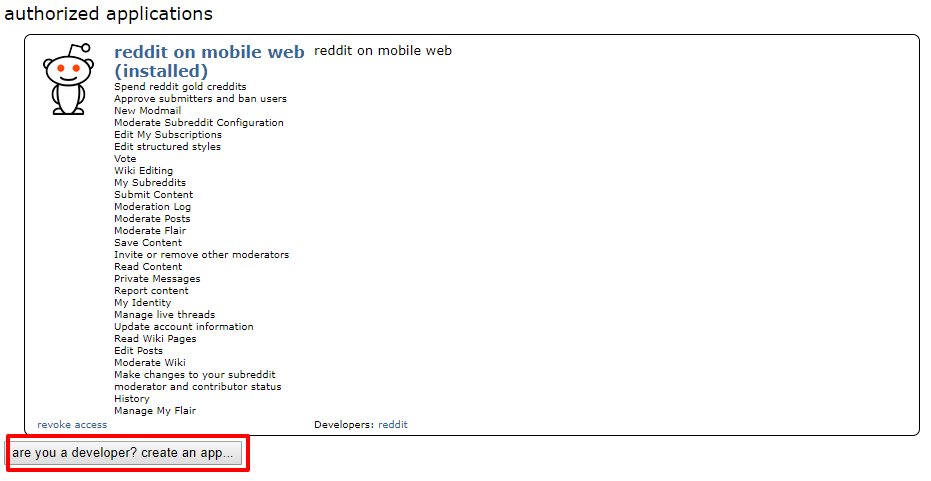 authorized applications
reddit on mobile web
(installed)
reddit on mobile web
Spend reddit gold creddits
Approve submitters and ban users
New Modmail
Moderate Subreddit Configuration
Edit My Subscriptions
Edit structured styles
Vote
Wiki Editing
My Subreddits
Submit Content
Moderation Log
Moderate Posts
Moderate Flair
Save Content
Invite or remove other moderators
Read Content
Private Messages
Report content
My Identity
Manage live threads
Update account information
Read Wiki Pages
Edit Posts
Moderate Wiki
Make changes to your subreddit
moderator and contributor status
History
Manage My Flair
revoke access
Developers: reddit
are you a developer? create an app...